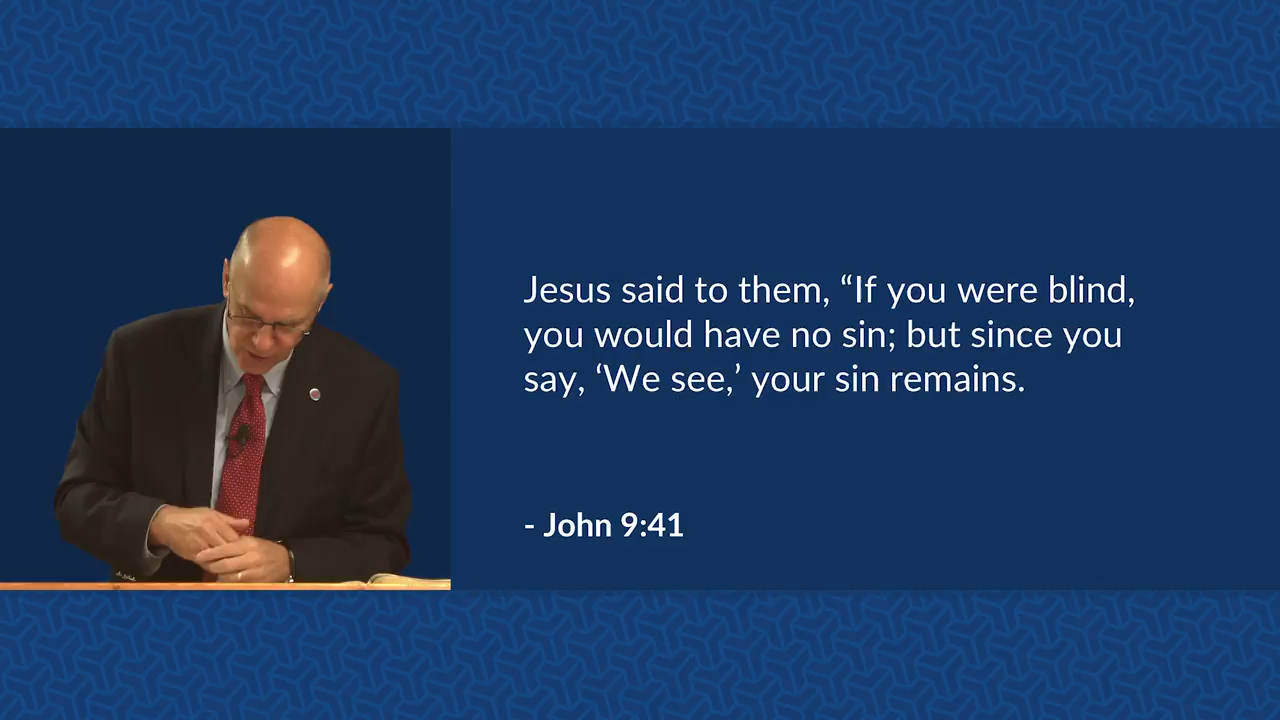 Jesus said to them, “If you were blind,
you would have no sin; but since you
say, ‘We see,’ your sin remains.
- John 9:41